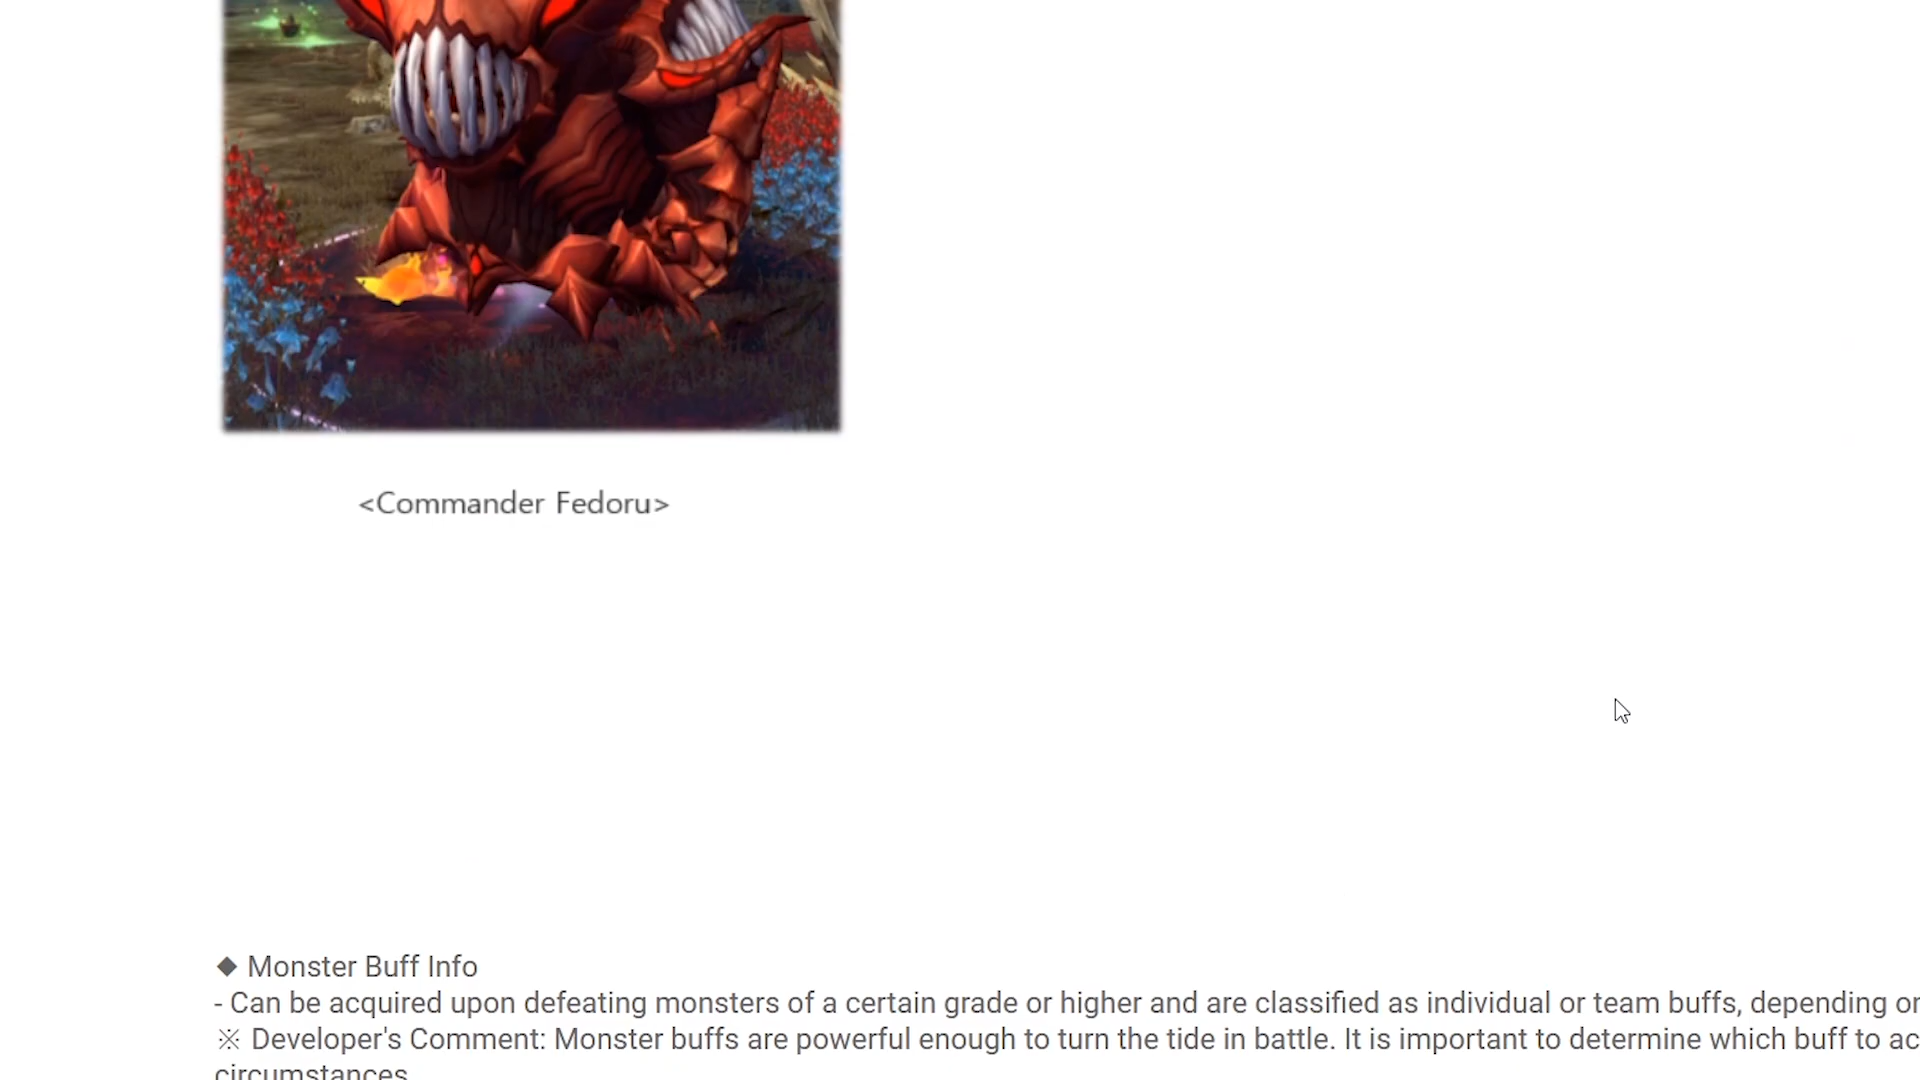 <Commander Fedoru>
◆ Monster Buff Info
- Can be acquired upon defeating monsters of a certain grade or higher and are classified as individual or team buffs, depending
※ Developer's Comment: Monster buffs are powerful enough to turn the tide in battle. It is important to determine which buff to
circumstances